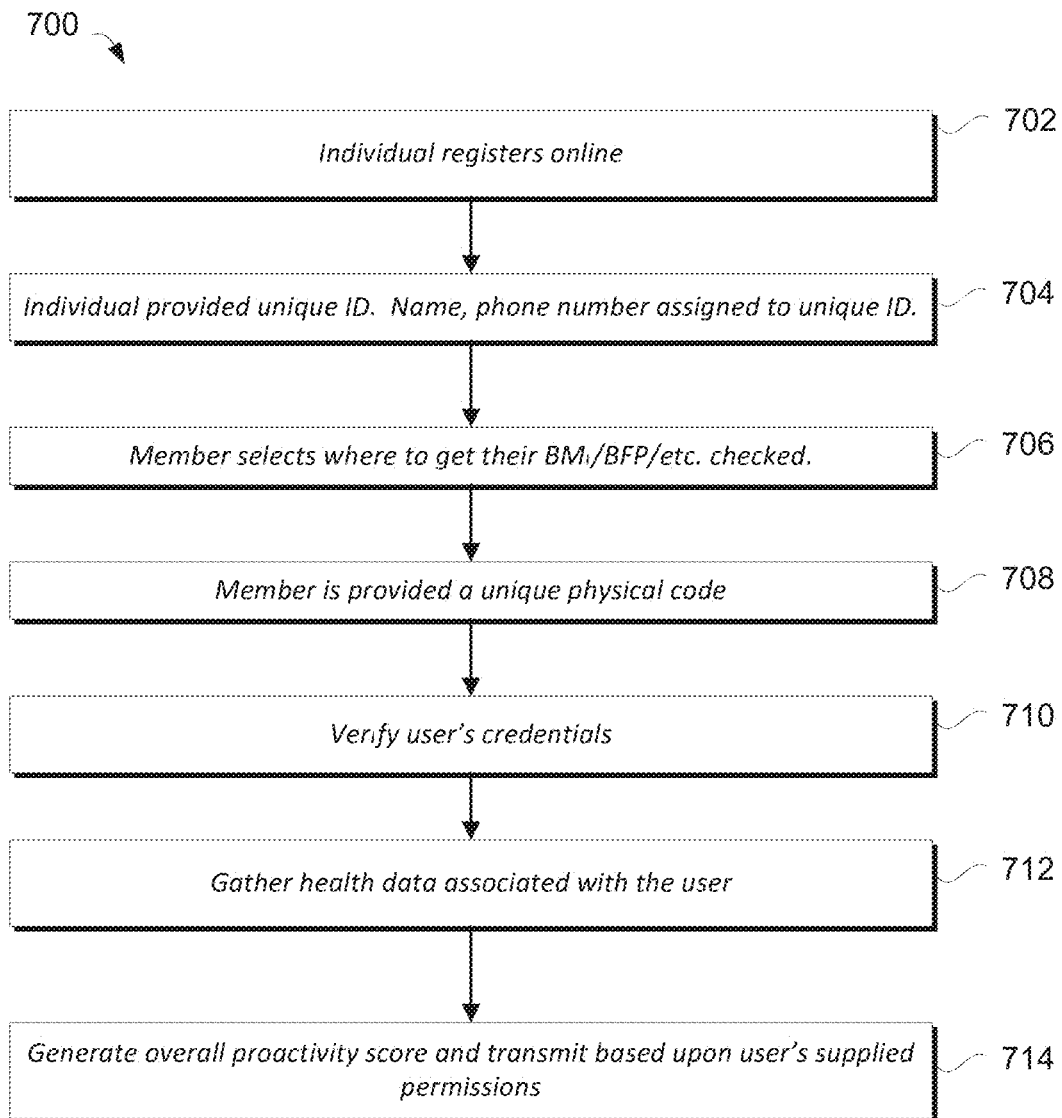 700
702
Individual registers online
704
Individual provided unique ID. Name, phone number assigned to unique ID.
706
Member selects where to get their BMI/BFP/etc. checked.
708
Member is provided a unique physical code
710
Verify user's credentials
712
Gather health data associated with the user
Generate overall proactivity score and transmit based upon user's supplied
permissions
714